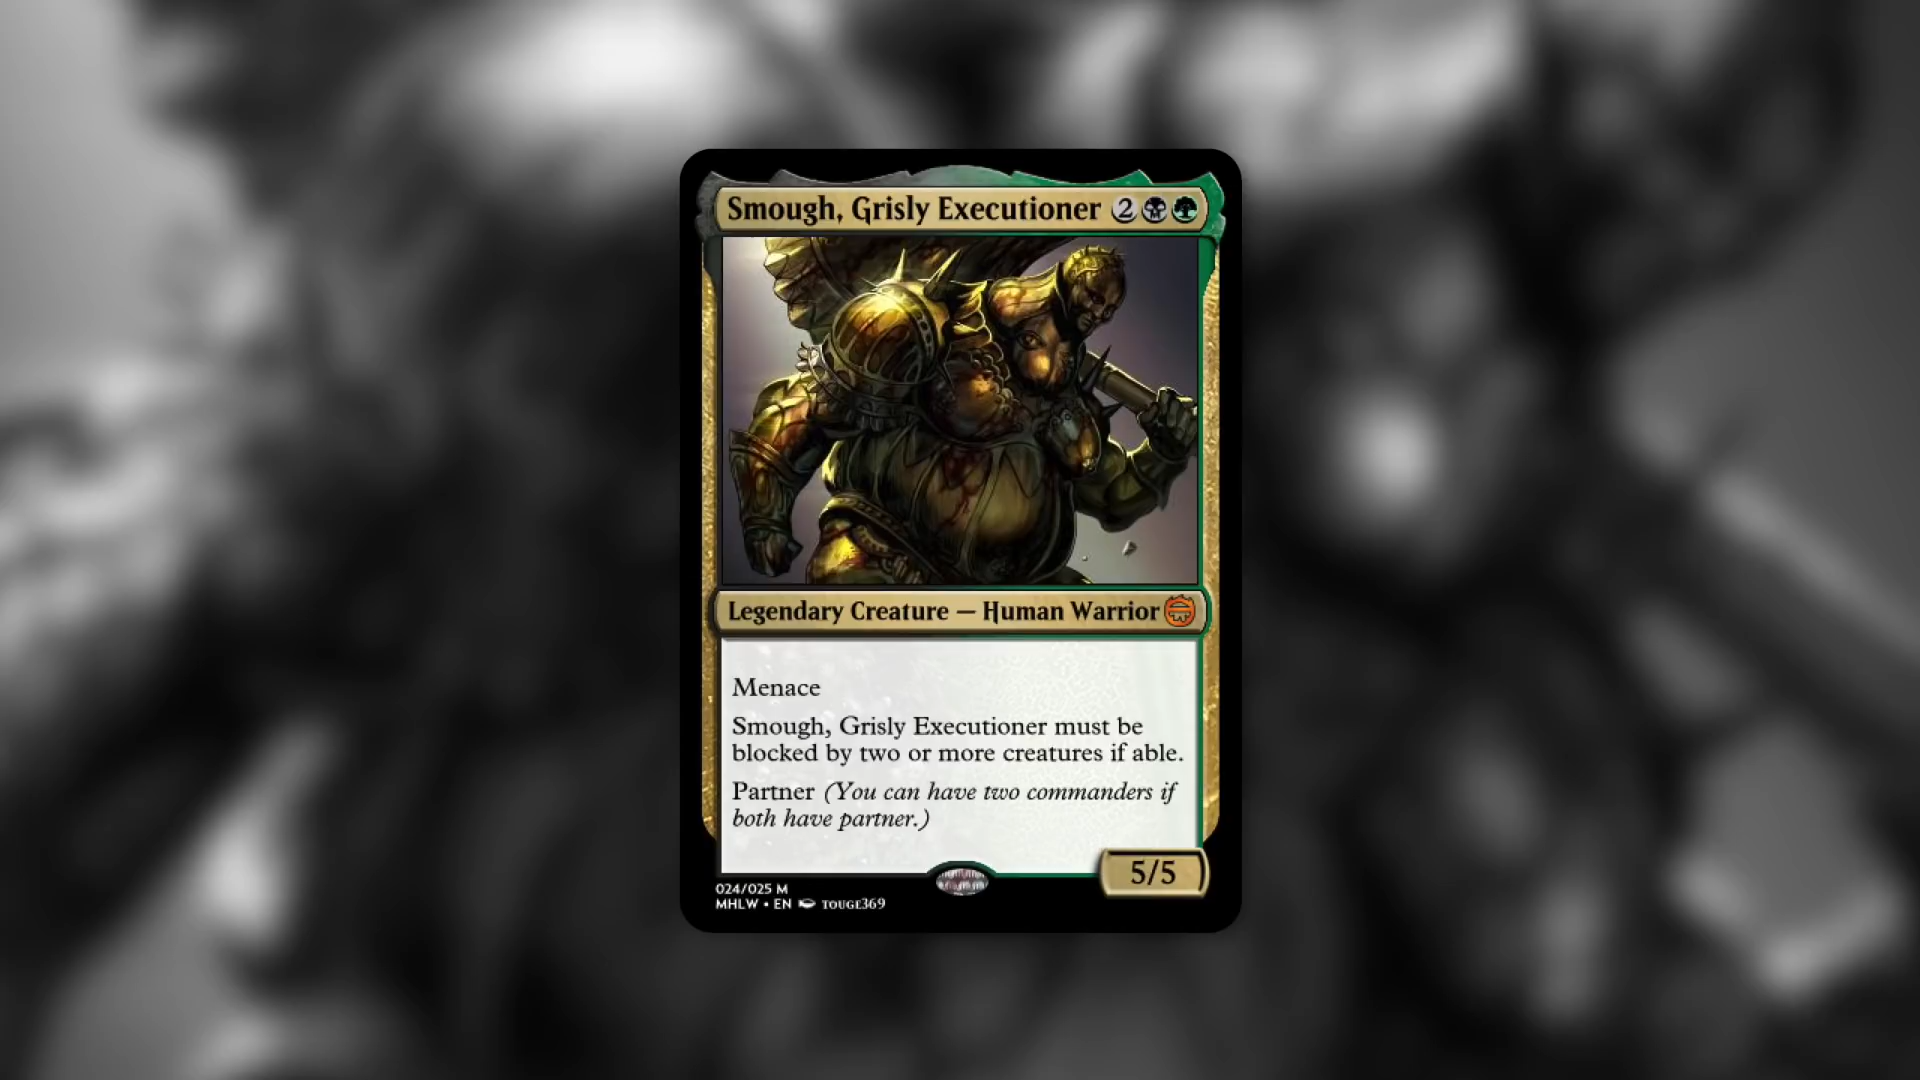 Smough, Grisly Executioner 2
Legendary Creature — Human Warrior
Menace
Smough, Grisly Executioner must be
blocked by two or more creatures if able.
Partner (You can have two commanders if
both have partner.)
5/5
024/025 M
MHLW • EN TOUGE369